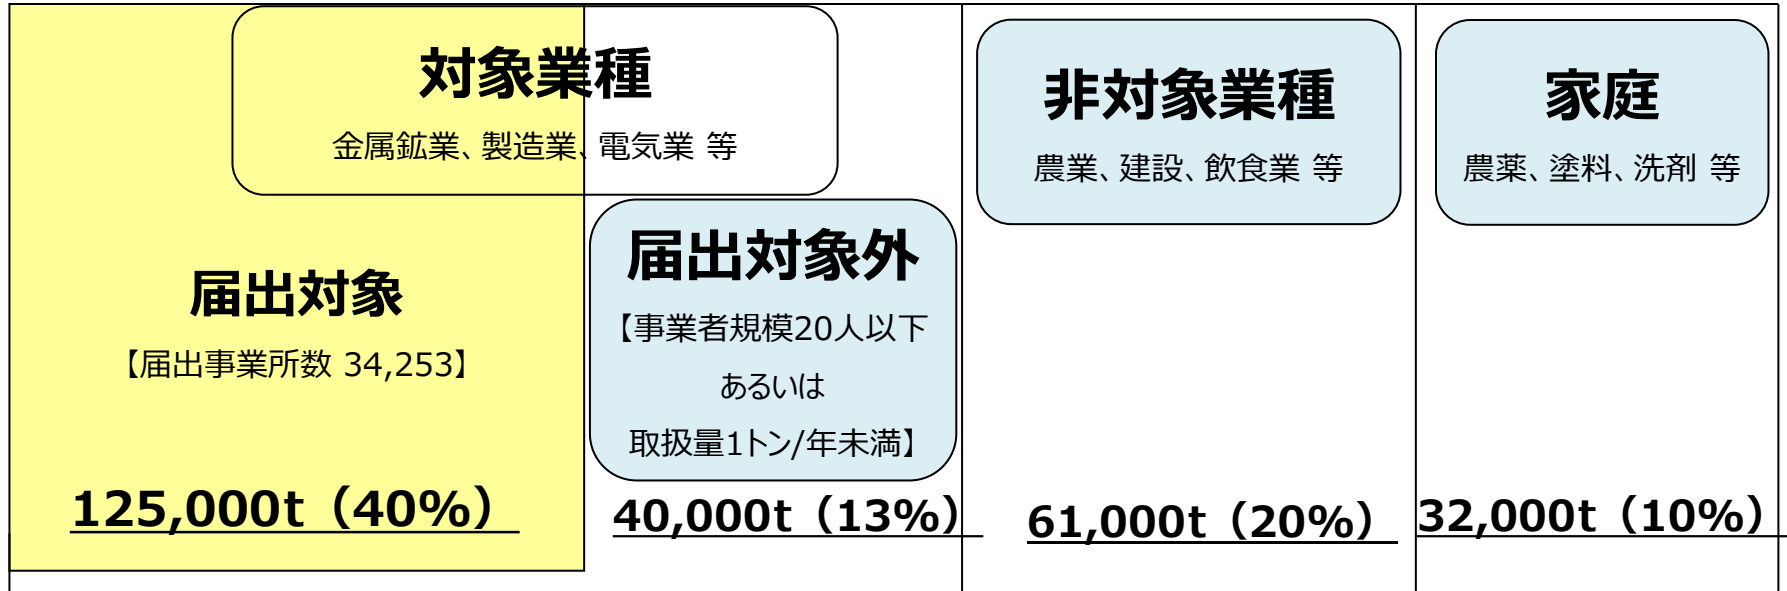 対象業種
金属鉱業、製造業、電気業 等
届出対象
【届出事業所数 34,253】
125,000t（40%）
届出対象外
【事業者規模20人以下
あるいは
取扱量1トン/年未満】
40,000t（13%）
非対象業種
農業、建設、飲食業 等
61,000t（20%）
家庭
農薬、塗料、洗剤 等
32,000t（10%）